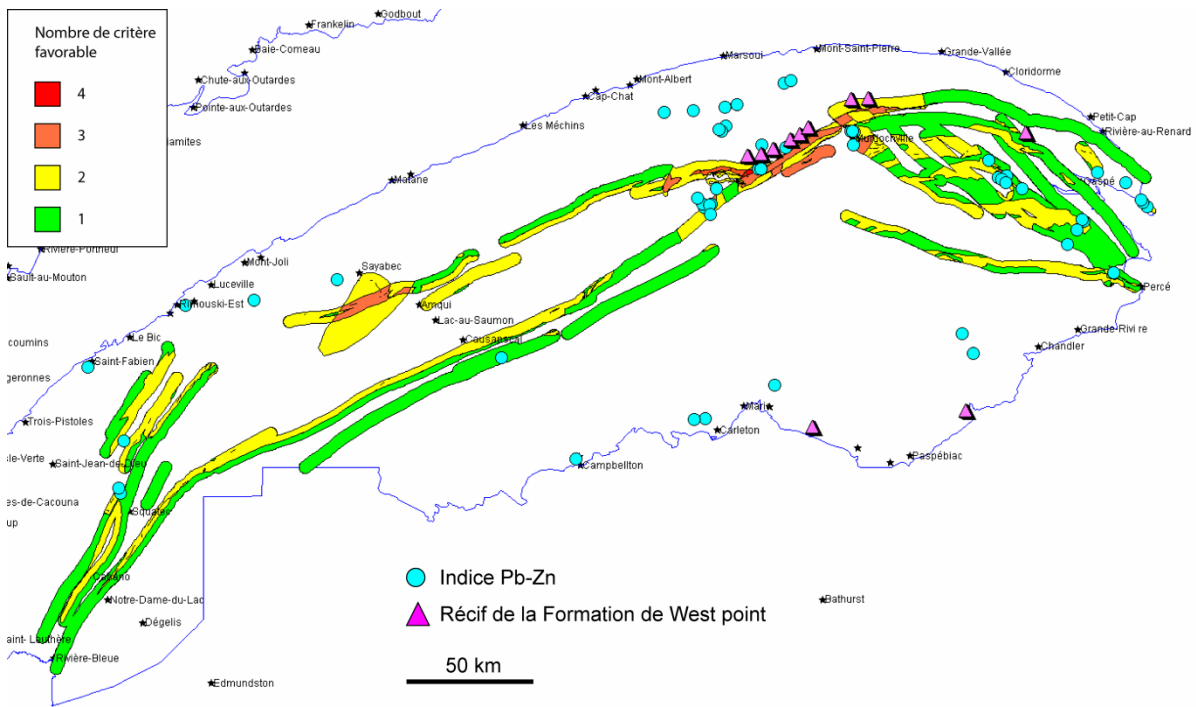 Nombre de critère
favorable
4
3
2
1
Godbout
Frankelin
Baie-Comeau
Chute-aux-Outardes
Pointe-aux-Outardes
Marsoui
Mont-Saint-Pierre
Grande-Vallée
Cloridorme
Mont-Albert
Cap-Chat
Petit-Cap
Rivière-au-Renard
Les Méchins
Murdochville
Matane
Gaspé
Rivière-Portneuf
Sault-au-Mouton
Mont-Joli
Sayabec
Luceville
Rimouski-Est
Amqui
Percé
Lac-au-Saumon
Grande-Rivi re
Le Bic
Causapscal
Chandler
Saint-Fabien
Trois-Pistoles
Maria
Carleton
Paspébiac
Saint-Jean-de-Dieu
Campbellton
Squatec
Cabano
Indice Pb-Zn
Notre-Dame-du-Lac
Bathurst
Récif de la Formation de West point
Dégelis
Rivière-Bleue
50 km
Edmundston